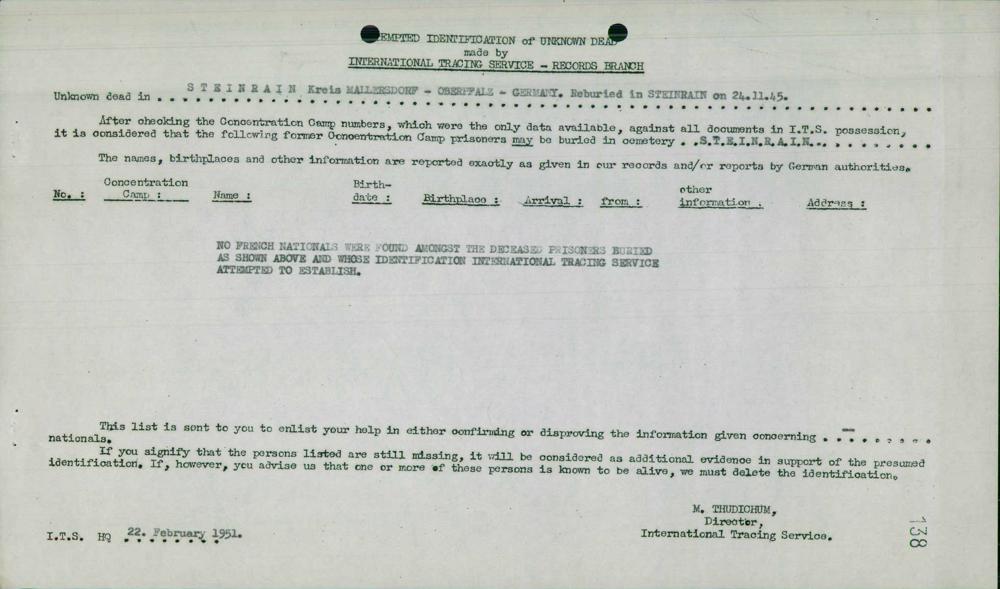 EMPTED IDENTIFICATION of UNKNOWN DEAD
made by
INTERNATIONAL TRACING SERVICE - RECORDS BRANCH
Unknown dead in S T E I N R A I N Kreis MALLERSDORF - OBERPFALZ - GERMANY. Reburied in STEINRAIN on 24.11.45.
After checking the Concentration Camp numbers, which were the only data available, against all documents in I.T.S. possession,
it is considered that the following former Concentration Camp prisoners may be buried in cemetery . .S.T.E.I.N.R.A.I.N... . . . . . . .
The names, birthplaces and other information are reported exactly as given in our records and/or reports by German authorities.
No. : Concentration Camp : Name : Birth-date : Birthplace : Arrival : from : other information . Address :
NO FRENCH NATIONALS WERE FOUND AMONGST THE DECEASED PRISONERS BURIED
AS SHOWN ABOVE AND WHOSE IDENTIFICATION INTERNATIONAL TRACING SERVICE
ATTEMPTED TO ESTABLISH.
This list is sent to you to enlist your help in either confirming or disproving the information given concerning . . . . . . . .
nationals.
If you signify that the persons listed are still missing, it will be considered as additional evidence in support of the presumed
identification. If, however, you advise us that one or more of these persons is known to be alive, we must delete the identification.
M. THUDICHUM,
Director,
International Tracing Service.
I.T.S. HQ 22. February 1951.
138